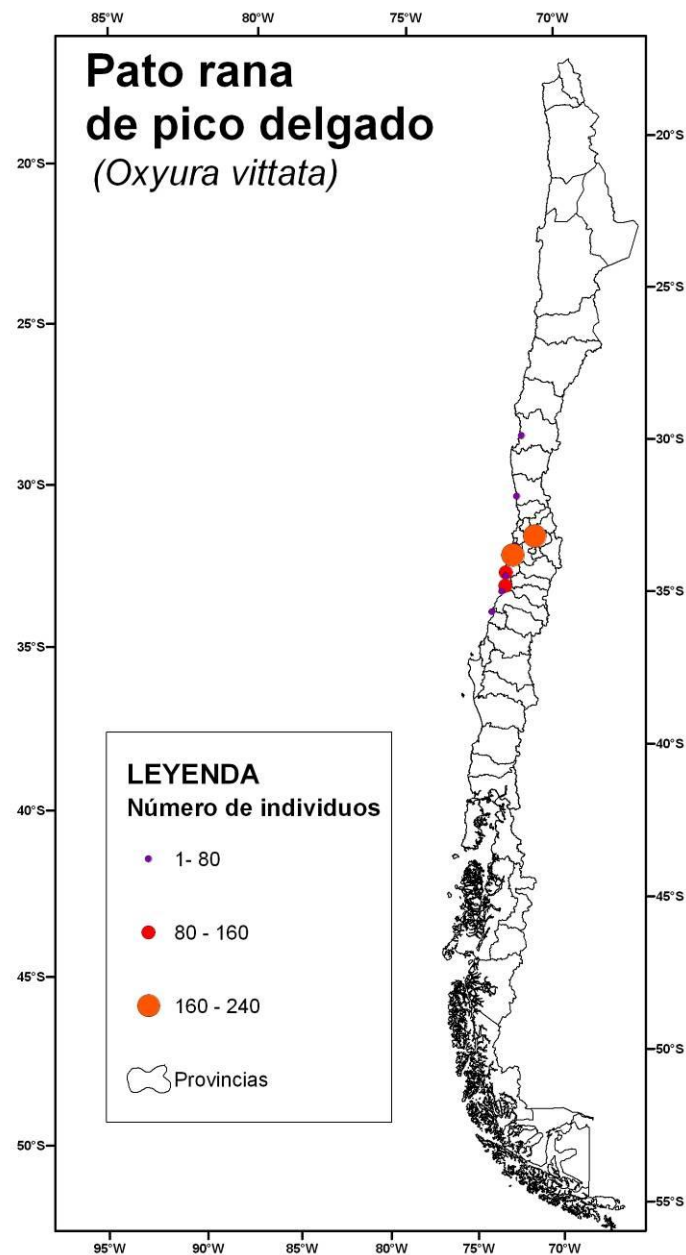 85°W 80°W 75°W 70°W
Pato rana
de pico delgado
(Oxyura vittata)
20°S
25°S
30°S
35°S
40°S
45°S
50°S
20°S
25°S
30°S
35°S
40°S
45°S
50°S
55°S
LEYENDA
Número de individuos
1- 80
80 - 160
160 - 240
Provincias
95°W 90°W 85°W 80°W 75°W 70°W